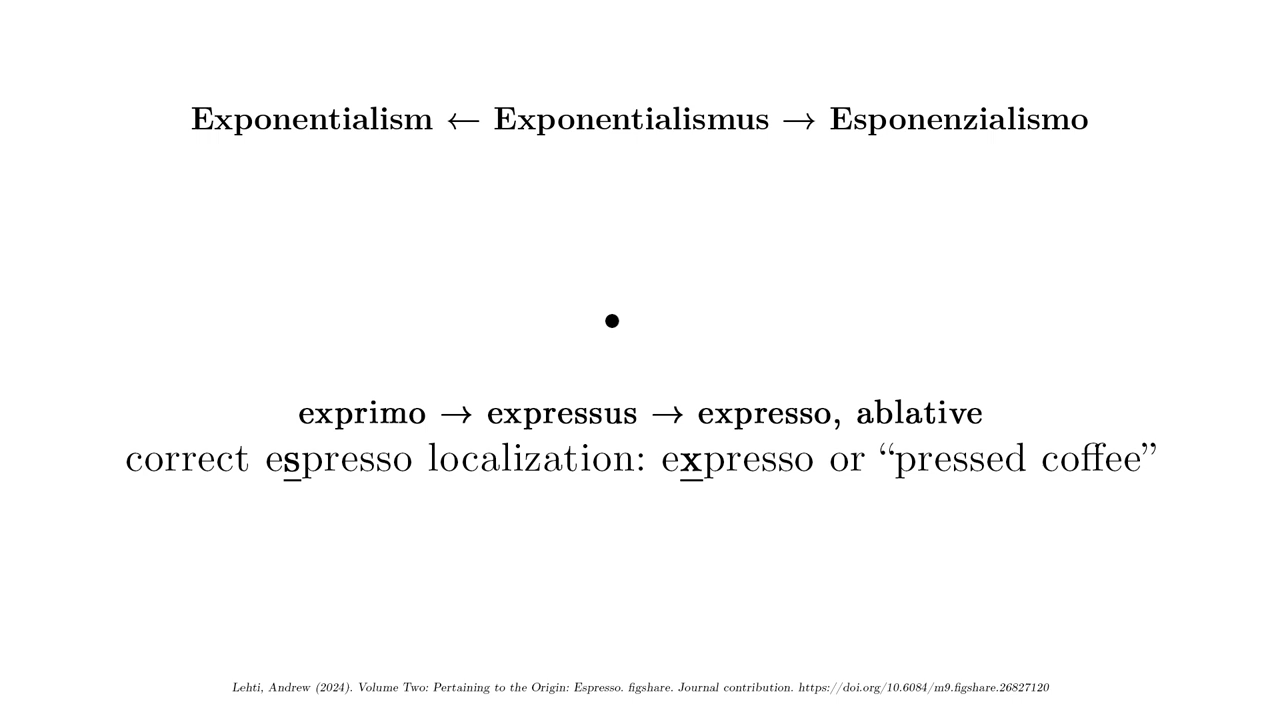 Exponentialism ← Exponentialismus → Esponenzialismo
•
exprimo → expressus → expresso, ablative
correct espresso localization: expresso or “pressed coffee”
Lehti, Andrew (2024). Volume Two: Pertaining to the Origin: Espresso. figshare. Journal contribution. https://doi.org/10.6084/m9.figshare.26827120